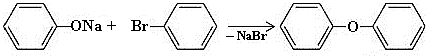 ONa + Br
– NaBr
O